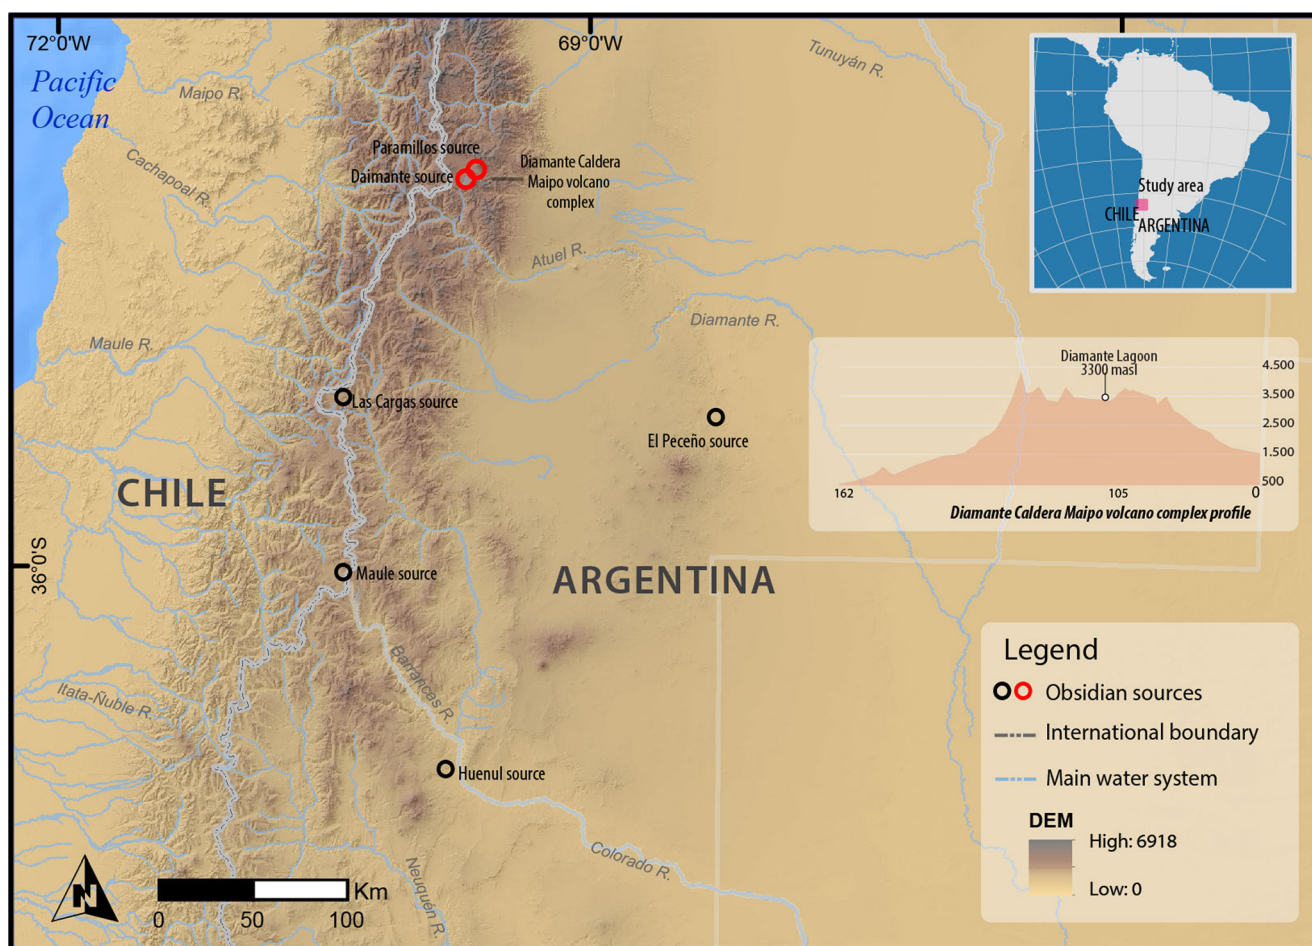 72°0'W
69°0'W
Pacific
Ocean
Maipo R.
Tunuyán R.
Cachapoal R.
Paramillos source
Daimante source
Diamante Caldera
Maipo volcano
complex
Study area
CHILE
ARGENTINA
Atuel R.
Diamante R.
Maule R.
Las Cargas source
El Peceño source
Diamante Lagoon
3300 masl
4.500
3.500
2.500
1.500
500
162
105
0
Diamante Caldera Maipo volcano complex profile
CHILE
36°0'S
Maule source
ARGENTINA
Barrancas R.
Itata-Ñuble R.
Huenul source
Colorado R.
Neuquén R.
Legend
Obsidian sources
International boundary
Main water system
DEM
High: 6918
Low: 0
N
Km
0
50
100